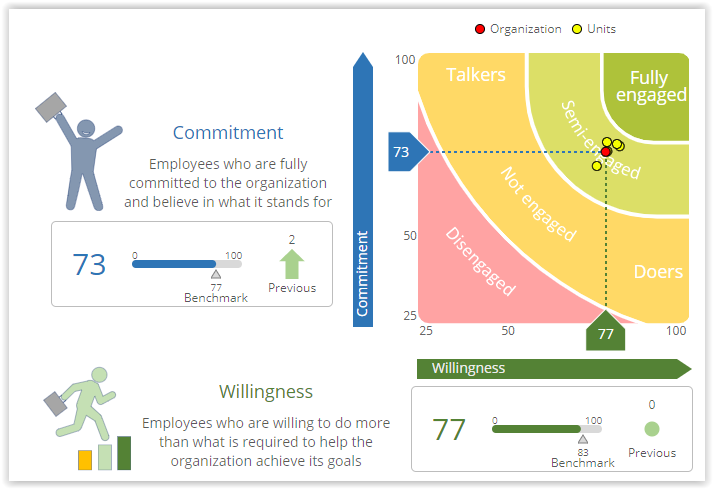 Organization
Units
Commitment
Employees who are fully
committed to the organization
and believe in what it stands for
73
0
100
77
Benchmark
2
Previous
100
50
25
Commitment
73
Talkers
Fully
engaged
Semi-engaged
Not engaged
Disengaged
Doers
25
50
77
100
Willingness
Willingness
Employees who are willing to do more
than what is required to help the
organization achieve its goals
77
0
100
83
Benchmark
0
Previous